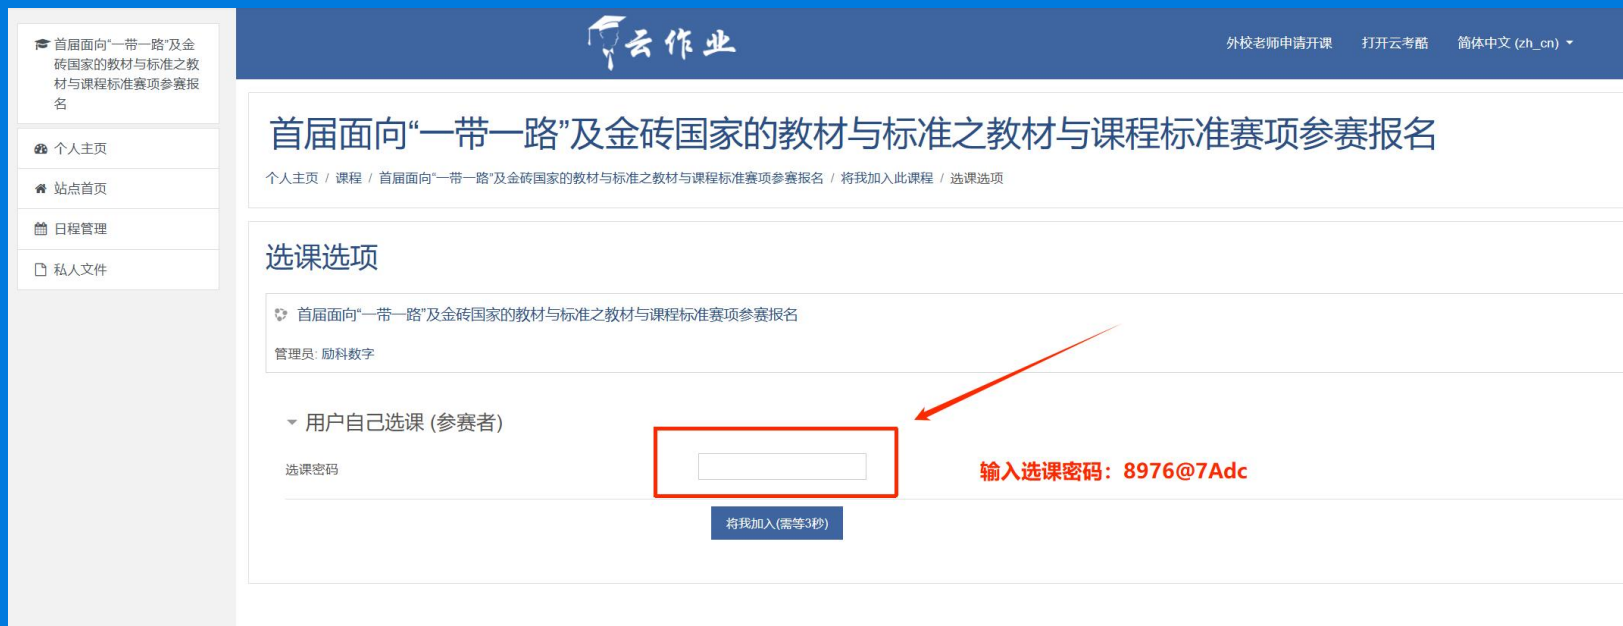 首届面向“一带一路”及金
砖国家的教材与标准之教
材与课程标准赛项参赛报
名
个人主页
站点首页
日程管理
私人文件
云作业
外校老师申请开课
打开云考酷
简体中文 (zh_cn)
首届面向“一带一路”及金砖国家的教材与标准之教材与课程标准赛项参赛报名
个人主页 / 课程 / 首届面向“一带一路”及金砖国家的教材与标准之教材与课程标准赛项参赛报名 / 将我加入此课程 / 选课选项
选课选项
首届面向“一带一路”及金砖国家的教材与标准之教材与课程标准赛项参赛报名
管理员: 励科数字
用户自己选课 (参赛者)
选课密码
输入选课密码：8976@7Adc
将我加入(需等3秒)